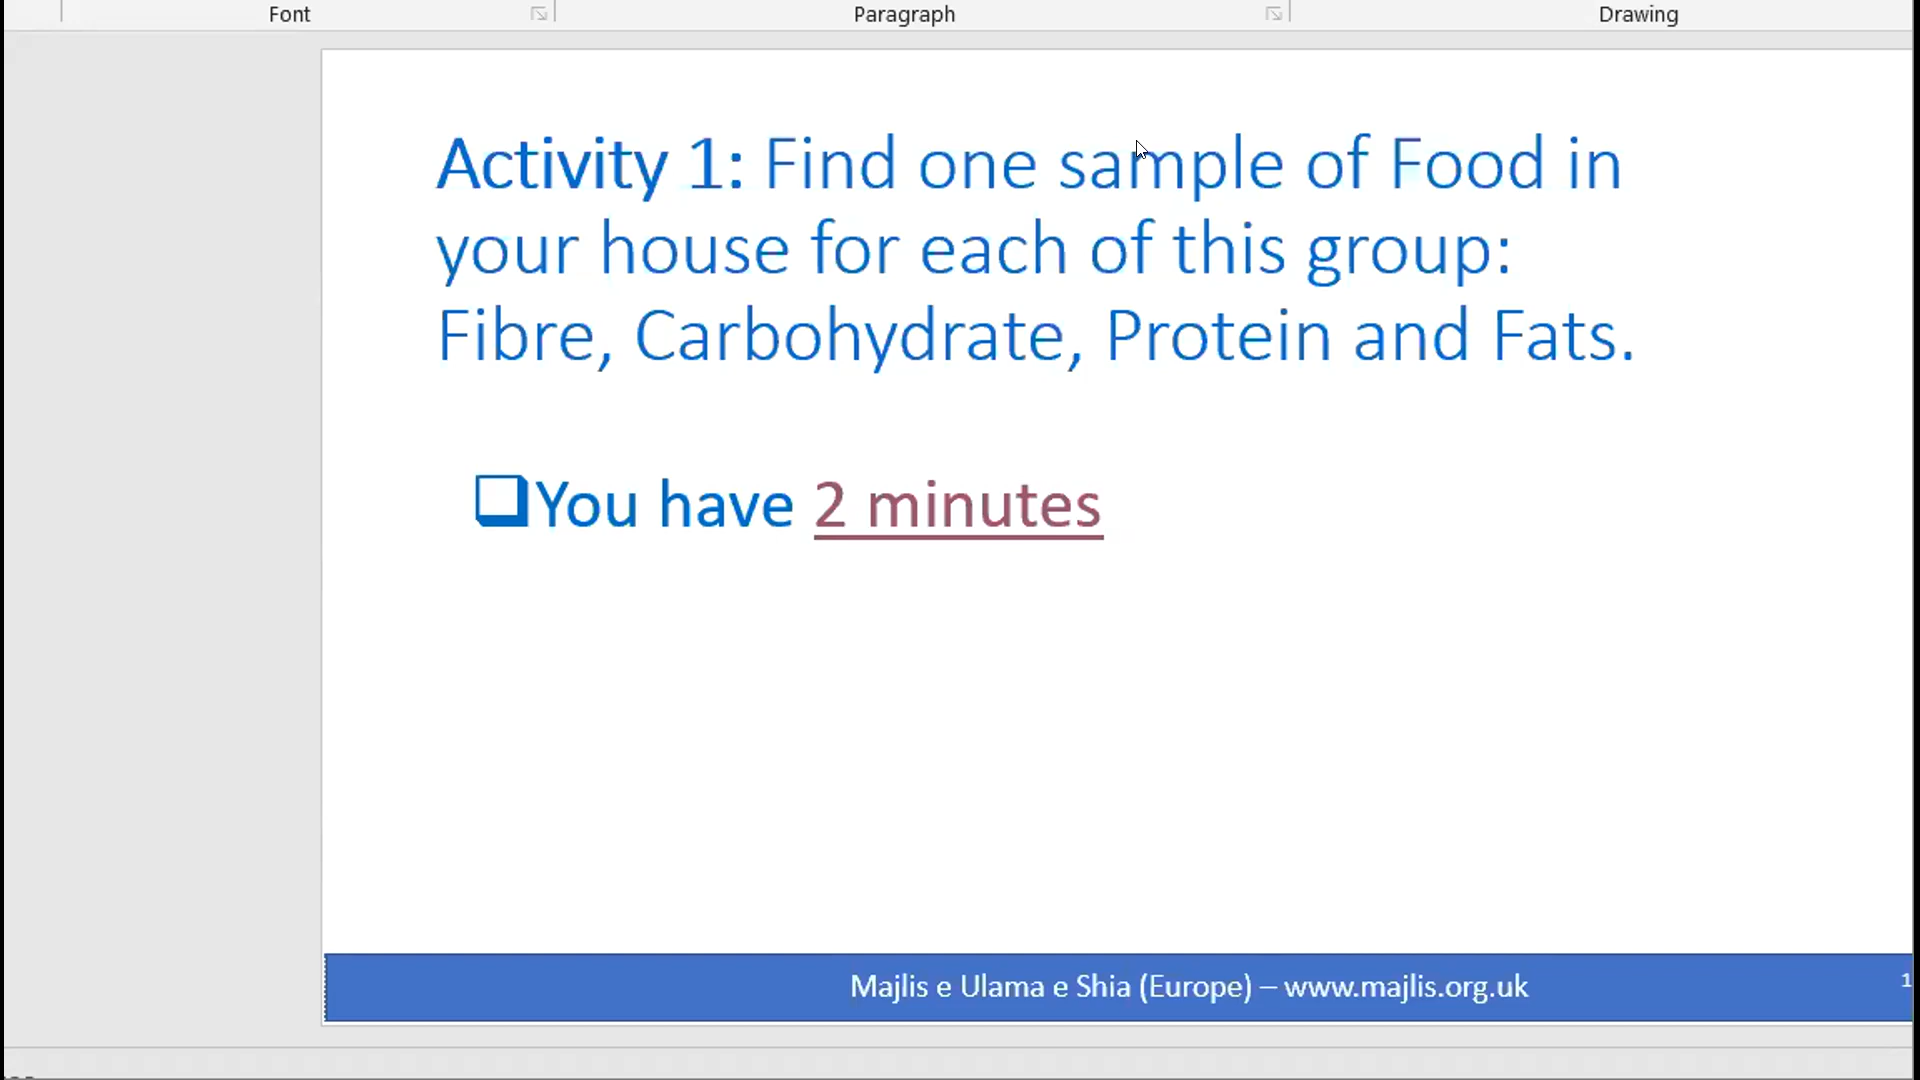 Font Paragraph Drawing
Activity 1: Find one sample of Food in
your house for each of this group:
Fibre, Carbohydrate, Protein and Fats.
You have 2 minutes
Majlis e Ulama e Shia (Europe) – www.majlis.org.uk
1